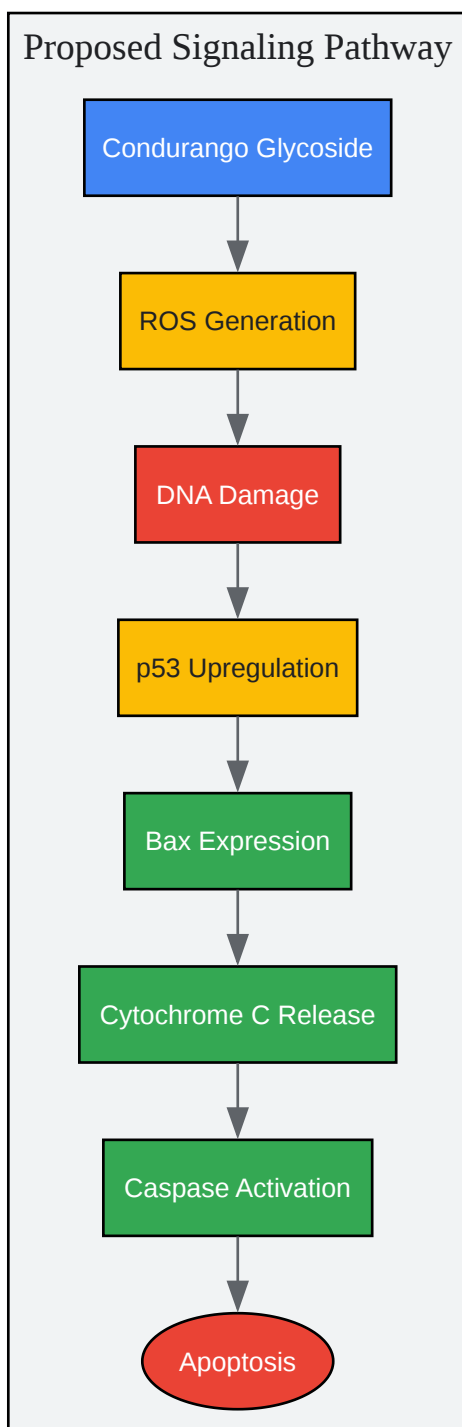 Proposed Signaling Pathway
Condurango Glycoside
ROS Generation
DNA Damage
p53 Upregulation
Bax Expression
Cytochrome C Release
Caspase Activation
Apoptosis